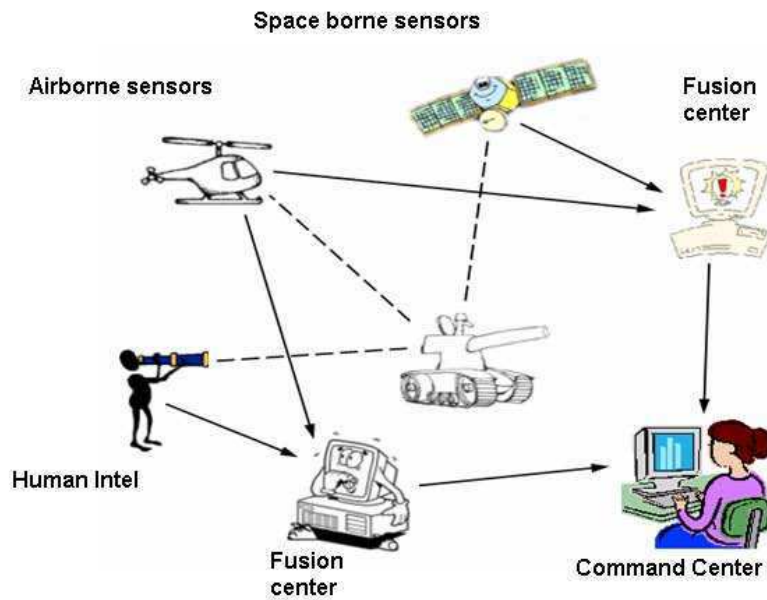 Space borne sensors
Airborne sensors
Fusion
center
Human Intel
Fusion
center
Command Center